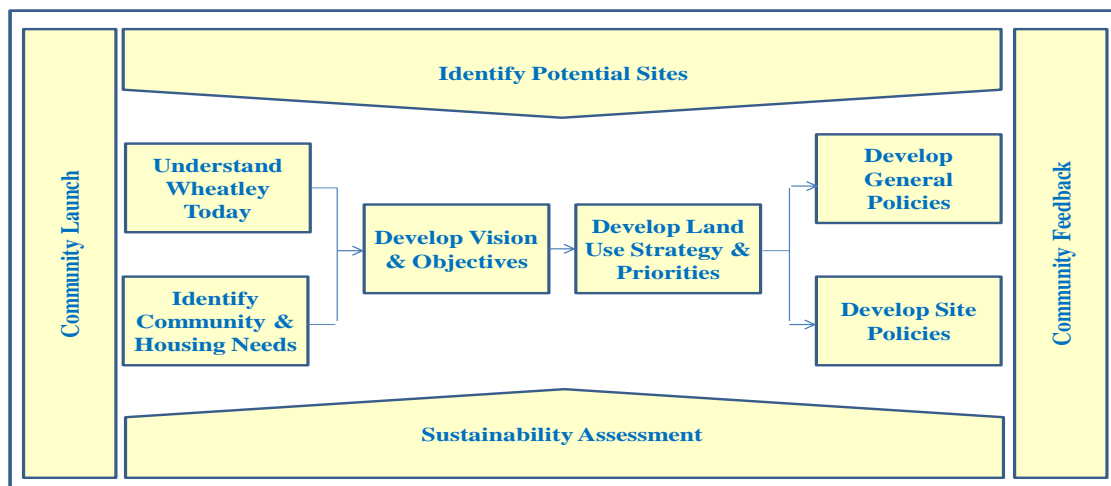 Community Launch
Identify Potential Sites
Understand
Wheatley
Today
Identify
Community &
Housing Needs
Develop Vision
& Objectives
Develop Land
Use Strategy &
Priorities
Develop
General
Policies
Develop Site
Policies
Sustainability Assessment
Community Feedback